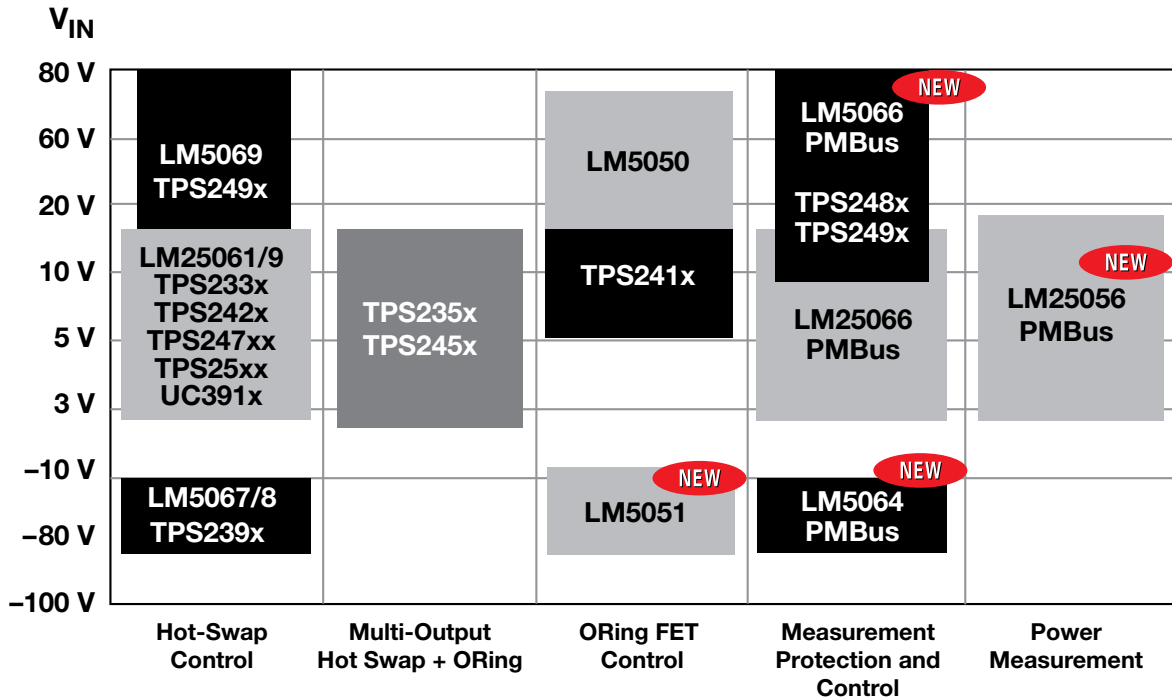 VIN
80 V
60 V
20 V
10 V
5 V
3 V
–10 V
–80 V
–100 V
LM5069
TPS249x
LM25061/9
TPS233x
TPS242x
TPS247xx
TPS25xx
UC391x
LM5067/8
TPS239x
TPS235x
TPS245x
LM5050
TPS241x
NEW
LM5051
NEW
LM5066
PMBus
TPS248x
TPS249x
LM25066
PMBus
NEW
LM5064
PMBus
NEW
LM25056
PMBus
Hot-Swap
Control
Multi-Output
Hot Swap + ORing
ORing FET
Control
Measurement
Protection and
Control
Power
Measurement